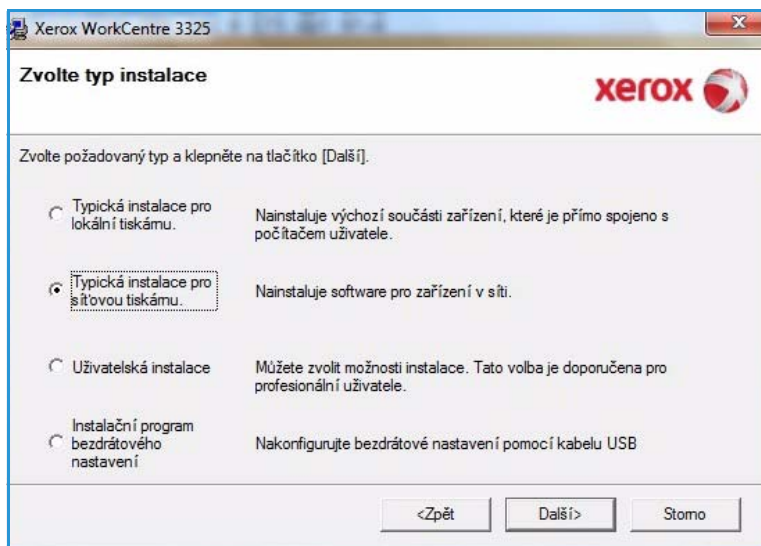 Xerox WorkCentre 3325
Zvolte typ instalace
xerox
Zvolte požadovaný typ a klepněte na tlačítko [Další].
Typická instalace pro
lokální tiskárnu.
Nainstaluje výchozí součásti zařízení, které je přímo spojeno s
počítačem uživatele.
Typická instalace pro
síťovou tiskárnu.
Nainstaluje software pro zařízení v síti.
Uživatelská instalace
Můžete zvolit možnosti instalace. Tato volba je doporučena pro
profesionální uživatele.
Instalační program
bezdrátového
nastavení
Nakonfigurujte bezdrátové nastavení pomocí kabelu USB
<Zpět
Další>
Storno